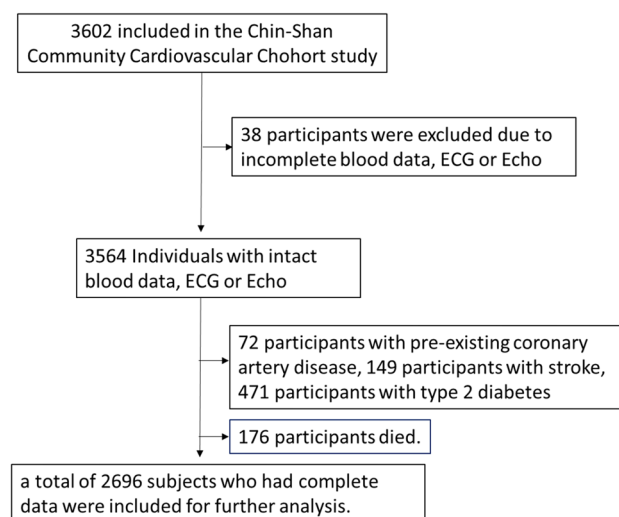 3602 included in the Chin-Shan
Community Cardiovascular Chohort study
38 participants were excluded due to
incomplete blood data, ECG or Echo
3564 Individuals with intact
blood data, ECG or Echo
72 participants with pre-existing coronary
artery disease, 149 participants with stroke,
471 participants with type 2 diabetes
176 participants died.
a total of 2696 subjects who had complete
data were included for further analysis.